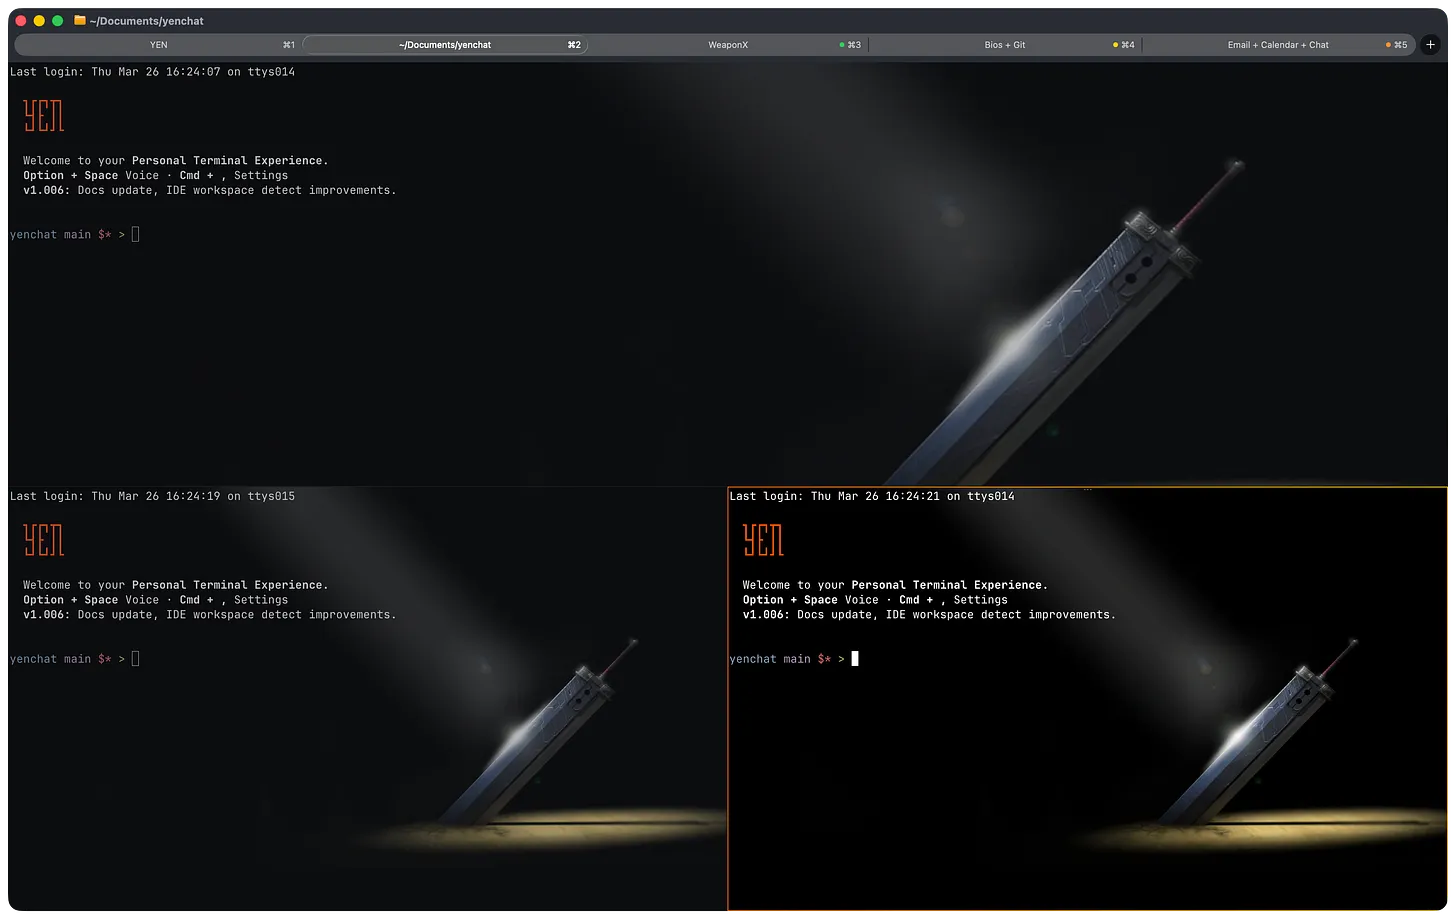 ~/Documents/yenchat
YEN ⌘1
~/Documents/yenchat ⌘2
WeaponX ⌘3
Bios + Git ⌘4
Email + Calendar + Chat ⌘5
+
Last login: Thu Mar 26 16:24:07 on ttys014
YEN
Welcome to your Personal Terminal Experience.
Option + Space Voice · Cmd + , Settings
v1.006: Docs update, IDE workspace detect improvements.
yenchat main $* >
Last login: Thu Mar 26 16:24:19 on ttys015
YEN
Welcome to your Personal Terminal Experience.
Option + Space Voice · Cmd + , Settings
v1.006: Docs update, IDE workspace detect improvements.
yenchat main $* >
Last login: Thu Mar 26 16:24:21 on ttys014
YEN
Welcome to your Personal Terminal Experience.
Option + Space Voice · Cmd + , Settings
v1.006: Docs update, IDE workspace detect improvements.
yenchat main $* >